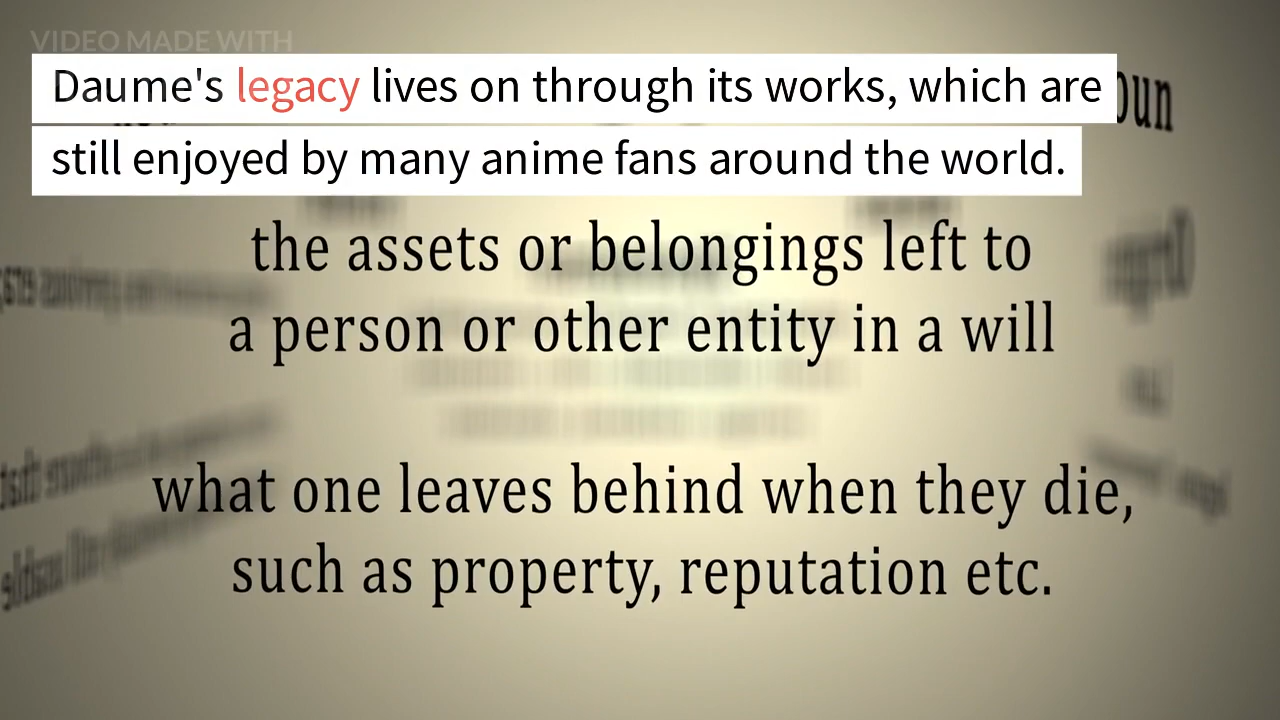 VIDEO MADE WITH
Daume's legacy lives on through its works, which are
still enjoyed by many anime fans around the world.
the assets or belongings left to
a person or other entity in a will
what one leaves behind when they die,
such as property, reputation etc.